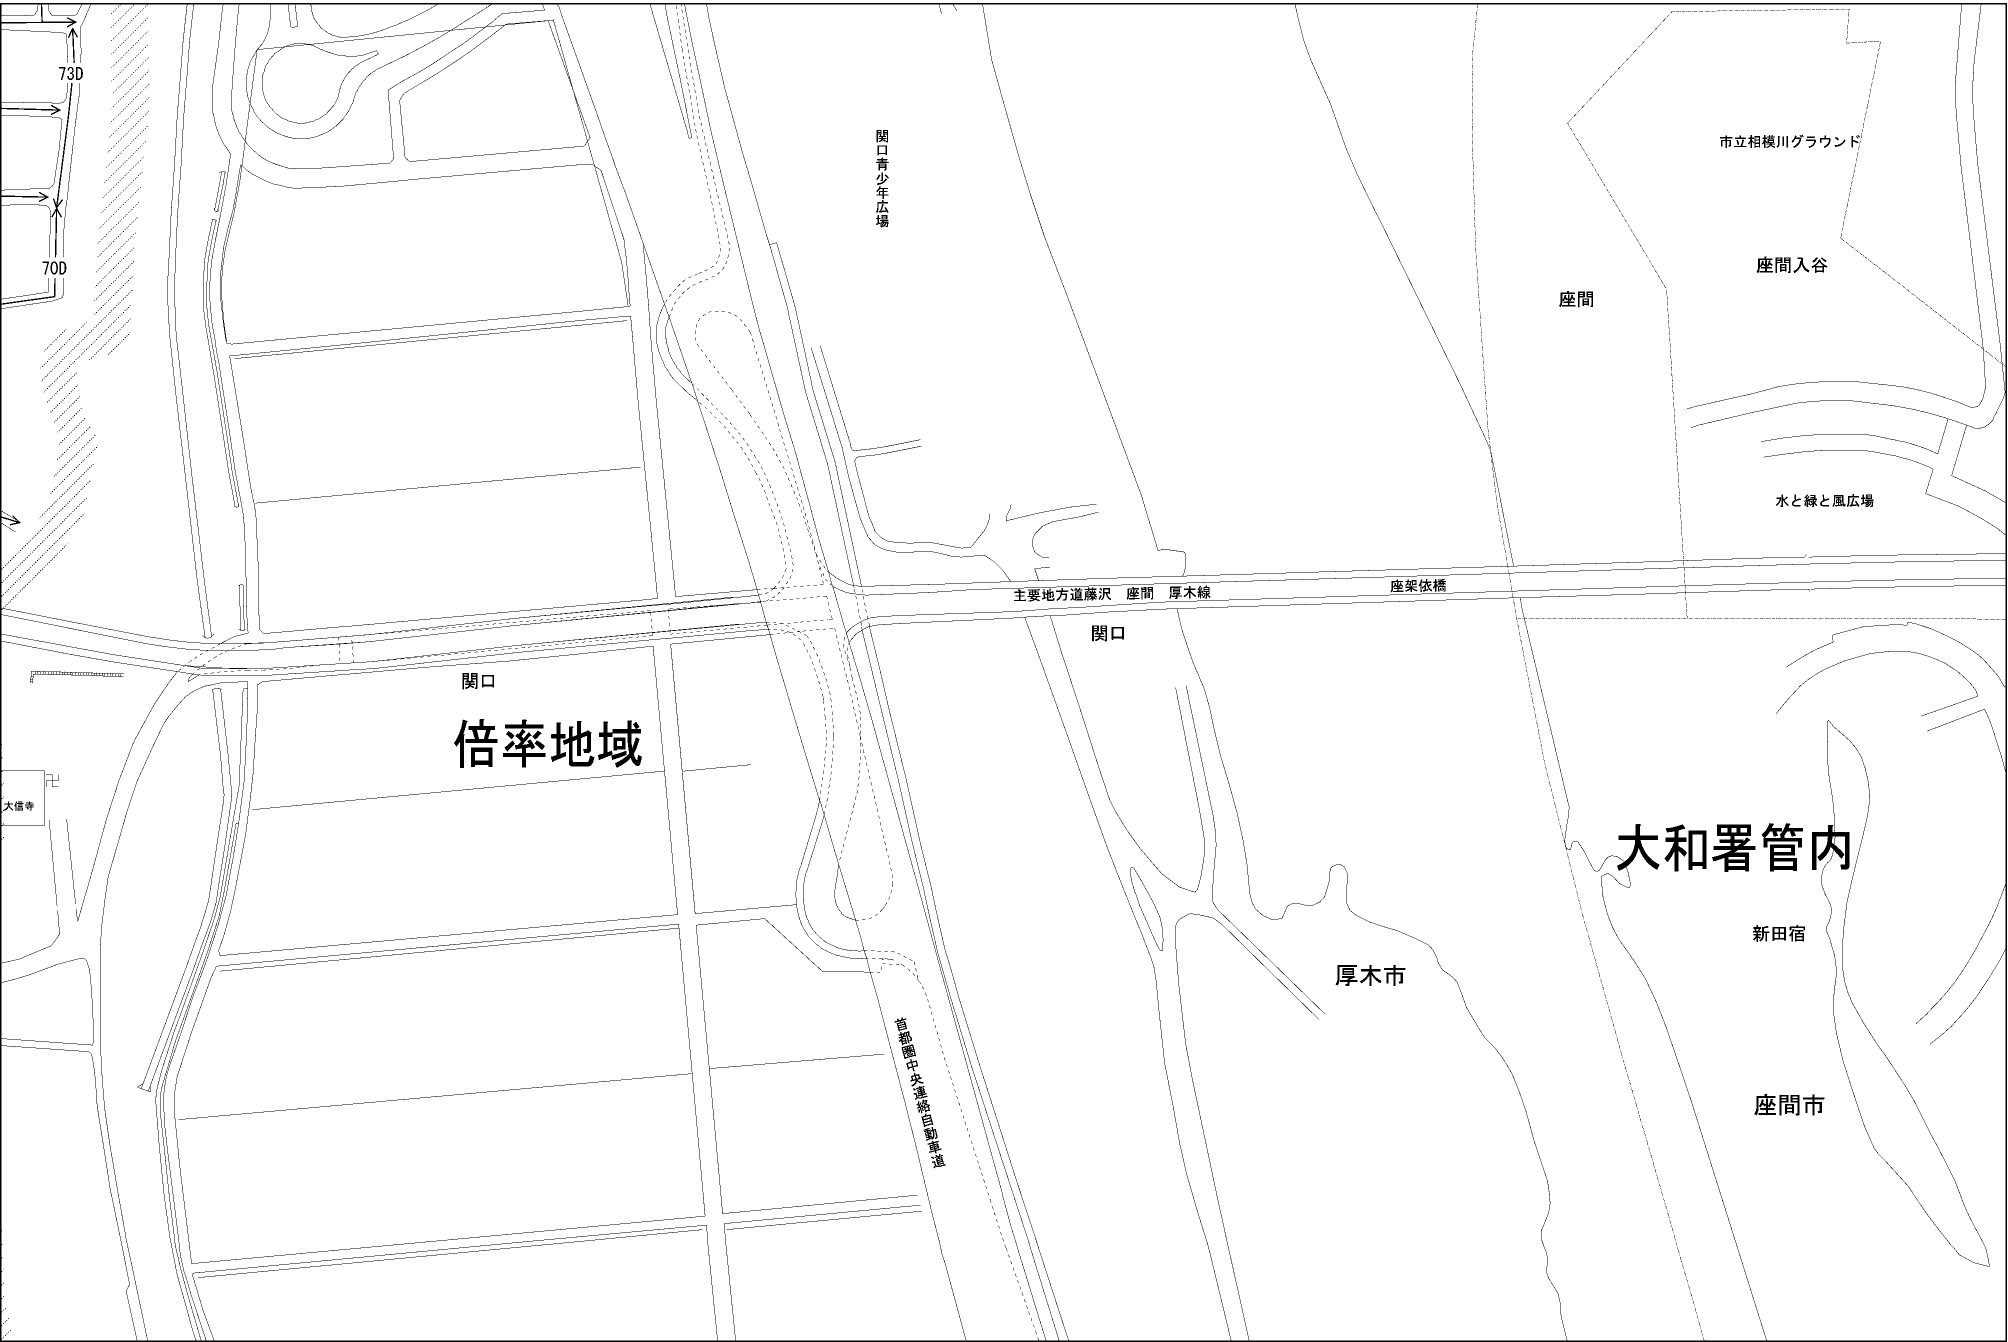 73D
関口青少年広場
市立相模川グラウンド
70D
座間入谷
座間
水と緑と風広場
主要地方道藤沢　座間　厚木線
座架依橋
関口
関口
倍率地域
大信寺
大和署管内
新田宿
厚木市
首都圏中央連絡自動車道
座間市